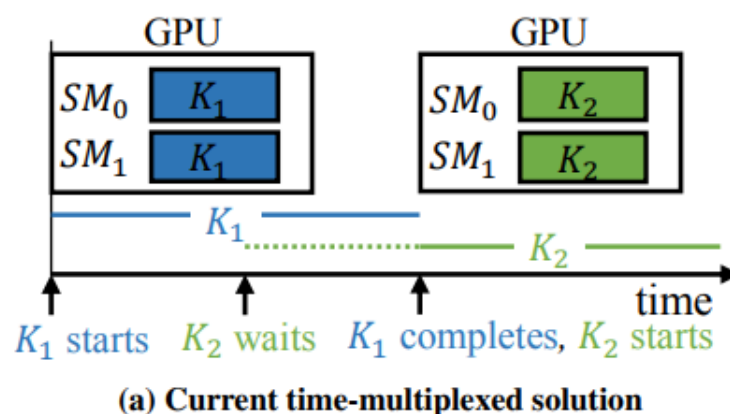 GPU GPU
SM₀ K₁ SM₀ K₂
SM₁ K₁ SM₁ K₂
K₁
K₂
time
K₁ starts K₂ waits K₁ completes, K₂ starts
(a) Current time-multiplexed solution